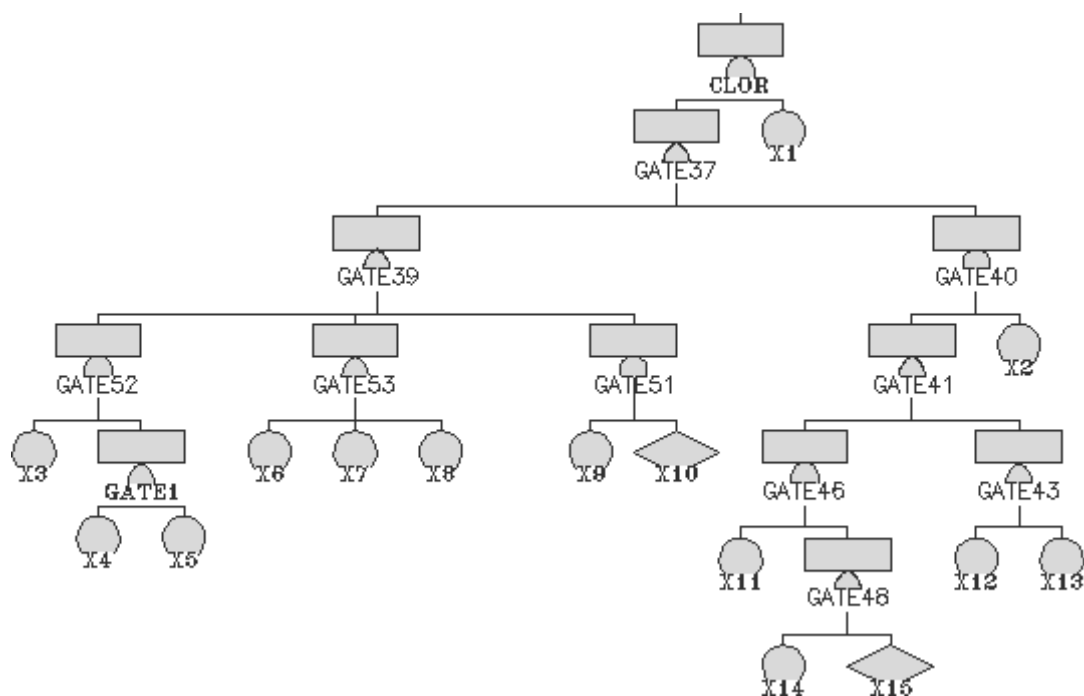 CLOR
X1
GATE37
GATE39
GATE40
GATE52
GATE53
GATE51
GATE41
X2
X3
GATE1
X6
X7
X8
X9
X10
GATE46
GATE43
X4
X5
X11
GATE48
X12
X13
X14
X15